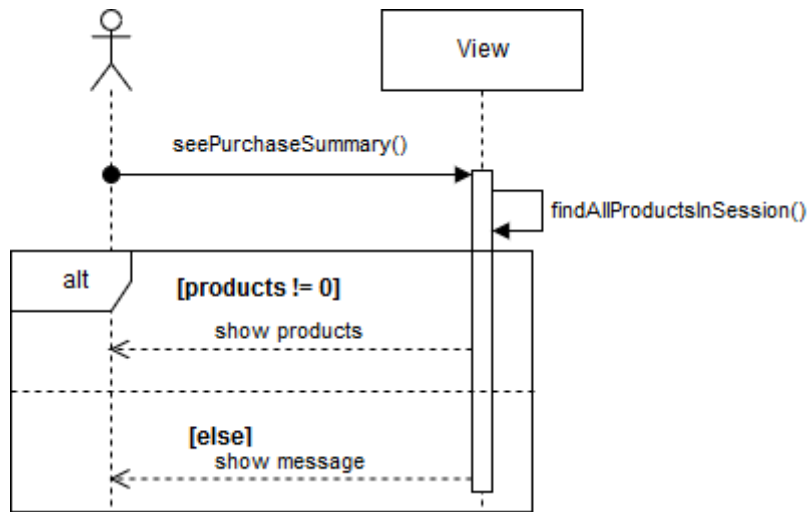 View
seePurchaseSummary()
findAllProductsInSession()
alt
[products != 0]
show products
[else]
show message